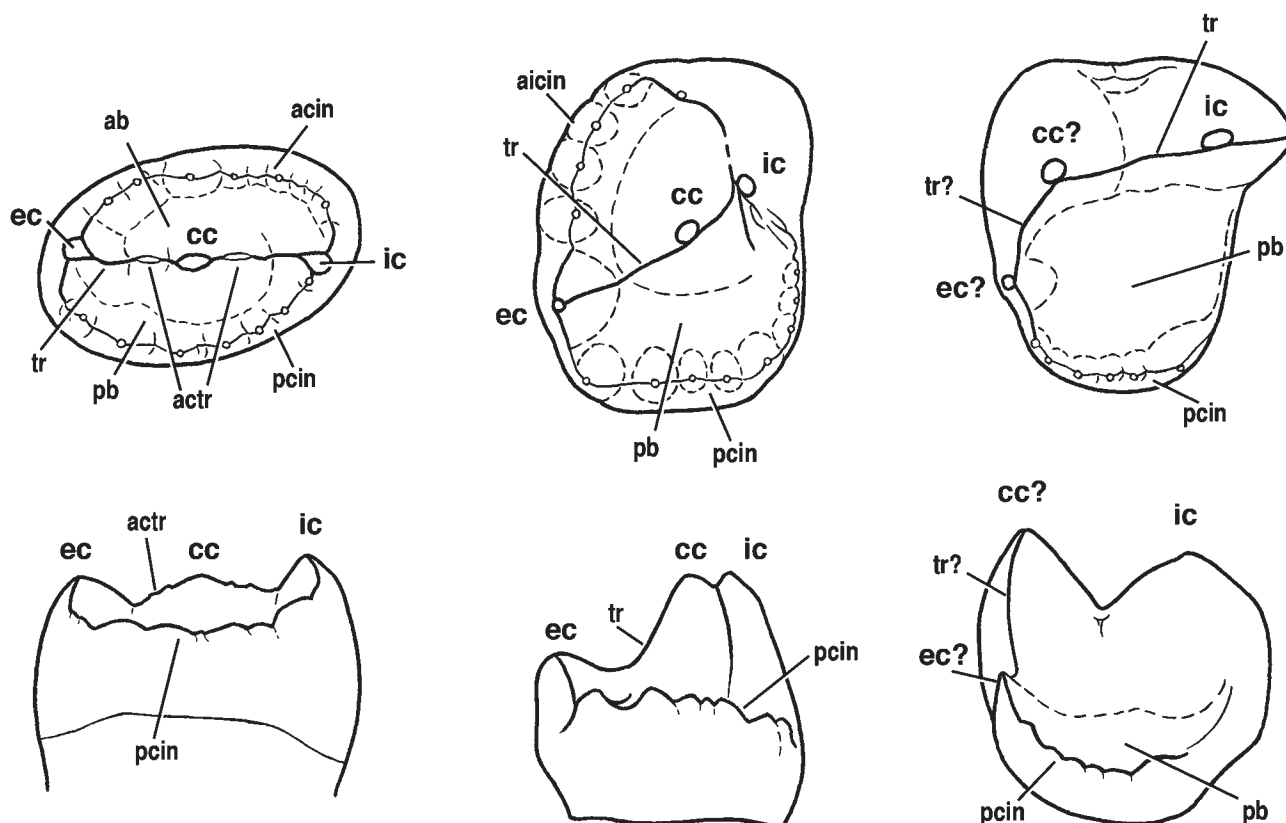 ab
acin
ec
cc
ic
tr
pb
actr
pcin
aicin
tr
cc
ic
ec
pb
pcin
tr
ic
cc?
tr?
ec?
pb
pcin
ec
actr
cc
ic
pcin
cc
ic
tr
ec
pcin
cc?
ic
tr?
ec?
pcin
pb